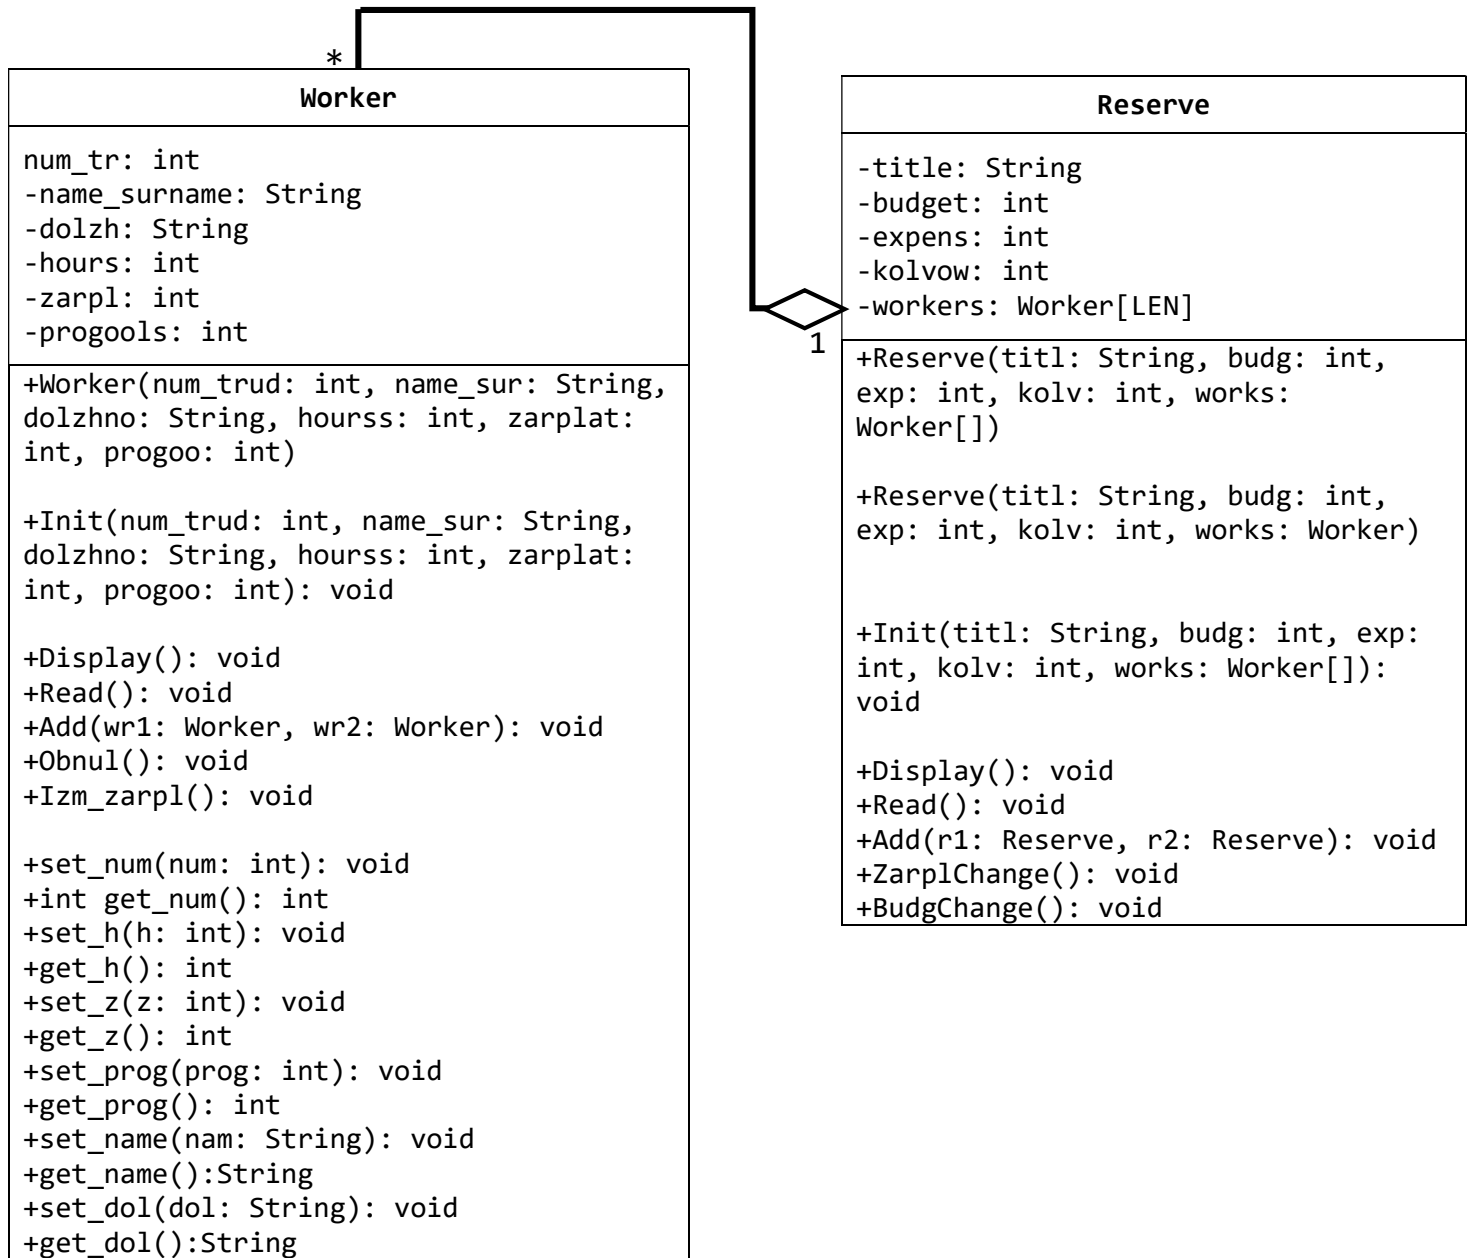 *
Worker
num_tr: int
-name_surname: String
-dolzh: String
-hours: int
-zarpl: int
-progools: int
+Worker(num_trud: int, name_sur: String,
dolzhno: String, hourss: int, zarplat:
int, progoo: int)
+Init(num_trud: int, name_sur: String,
dolzhno: String, hourss: int, zarplat:
int, progoo: int): void
+Display(): void
+Read(): void
+Add(wr1: Worker, wr2: Worker): void
+Obnul(): void
+Izm_zarpl(): void
+set_num(num: int): void
+int get_num(): int
+set_h(h: int): void
+get_h(): int
+set_z(z: int): void
+get_z(): int
+set_prog(prog: int): void
+get_prog(): int
+set_name(nam: String): void
+get_name():String
+set_dol(dol: String): void
+get_dol():String
1
Reserve
-title: String
-budget: int
-expens: int
-kolvow: int
-workers: Worker[LEN]
+Reserve(titl: String, budg: int,
exp: int, kolv: int, works:
Worker[])
+Reserve(titl: String, budg: int,
exp: int, kolv: int, works: Worker)
+Init(titl: String, budg: int, exp:
int, kolv: int, works: Worker[]):
void
+Display(): void
+Read(): void
+Add(r1: Reserve, r2: Reserve): void
+ZarplChange(): void
+BudgChange(): void